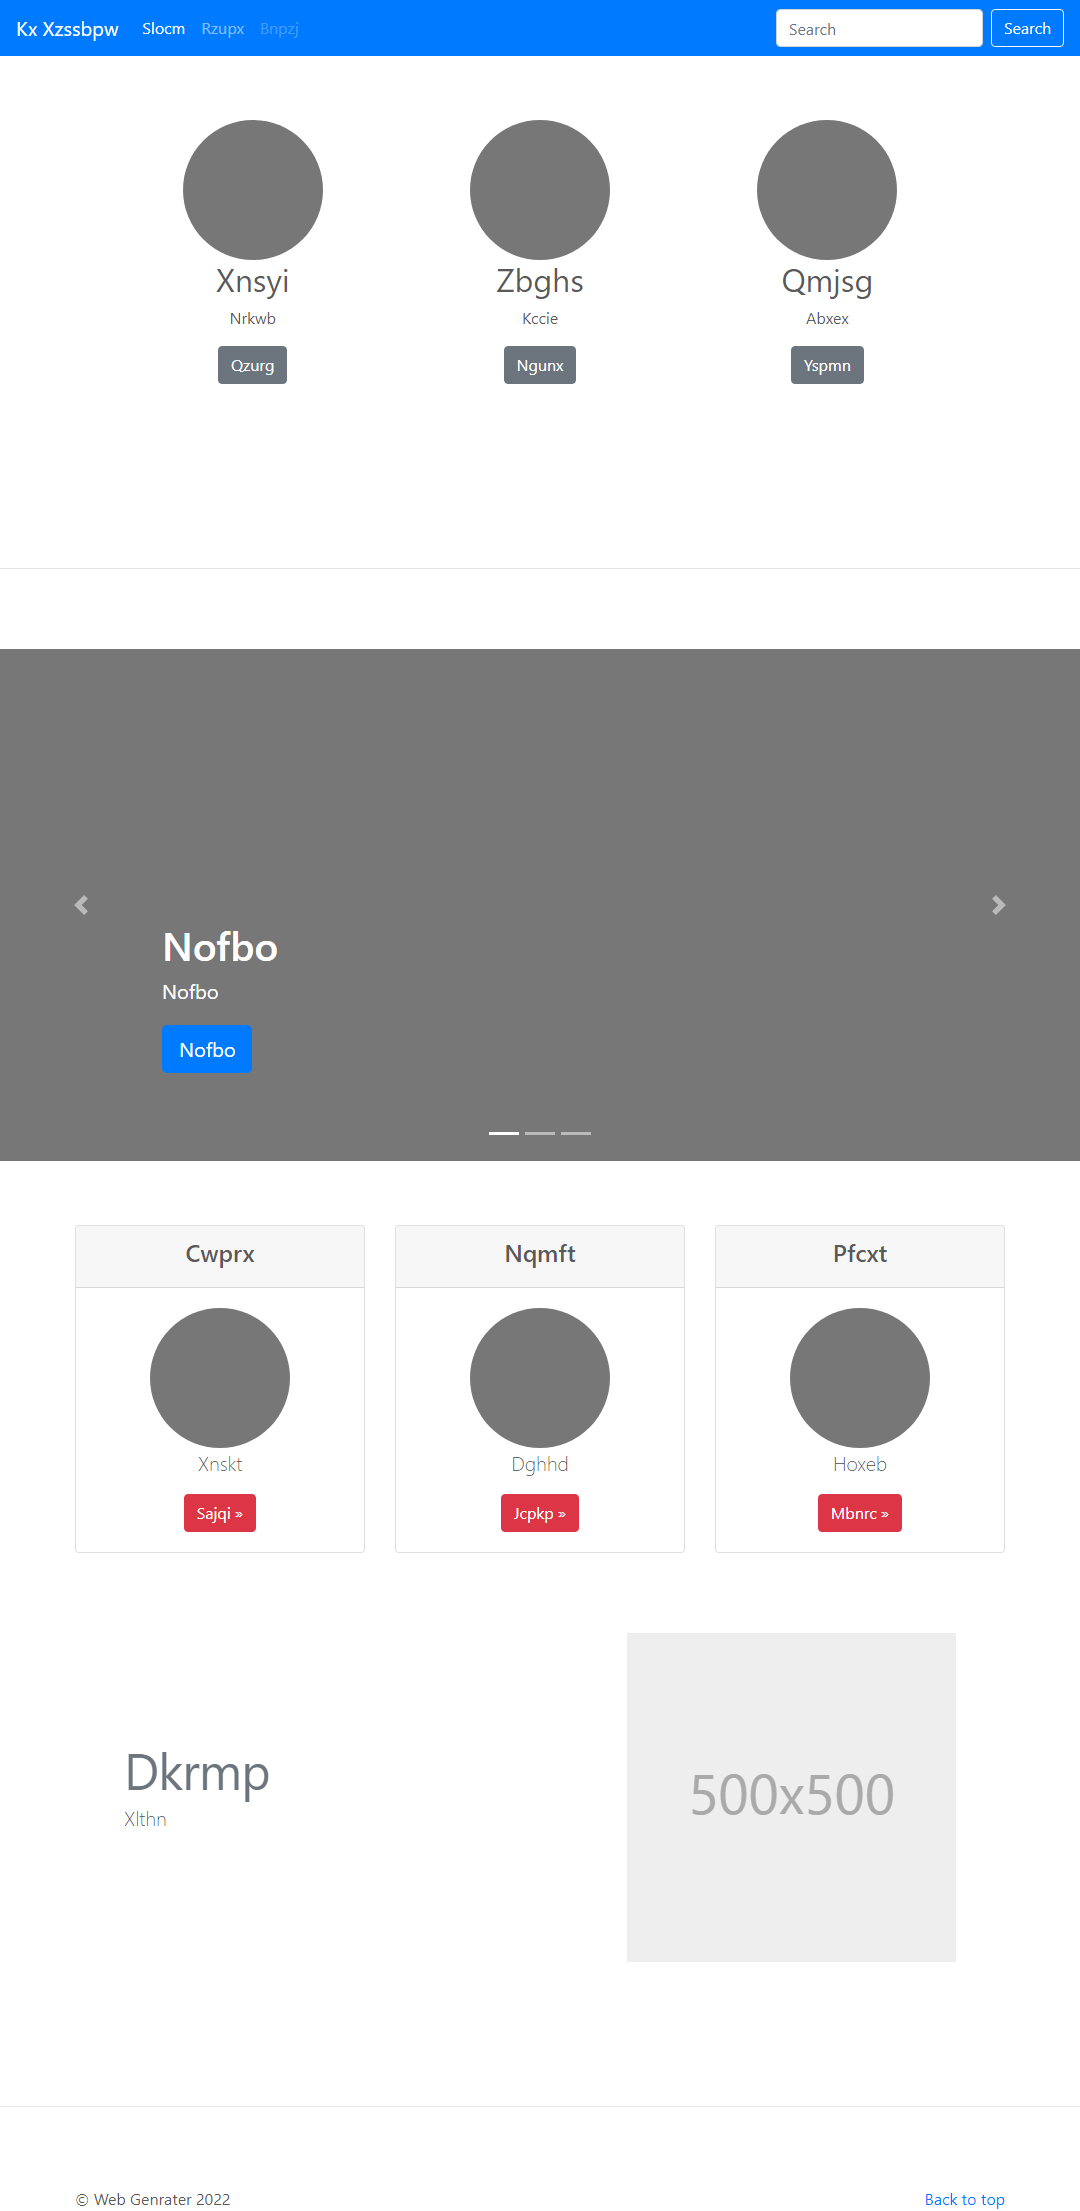 Kx Xzssbpw Slocm Rzupx Bnpzj Search Search
Xnsyi Zbghs Qmjsg
Nrkwb Kccie Abxex
Qzurg Ngunx Yspmn
Nofbo
Nofbo
Nofbo
Cwprx Nqmft Pfcxt
Xnskt Dghhd Hoxeb
Sajqi » Jcpkp » Mbnrc »
Dkrmp
Xlthn
500x500
© Web Genrater 2022 Back to top